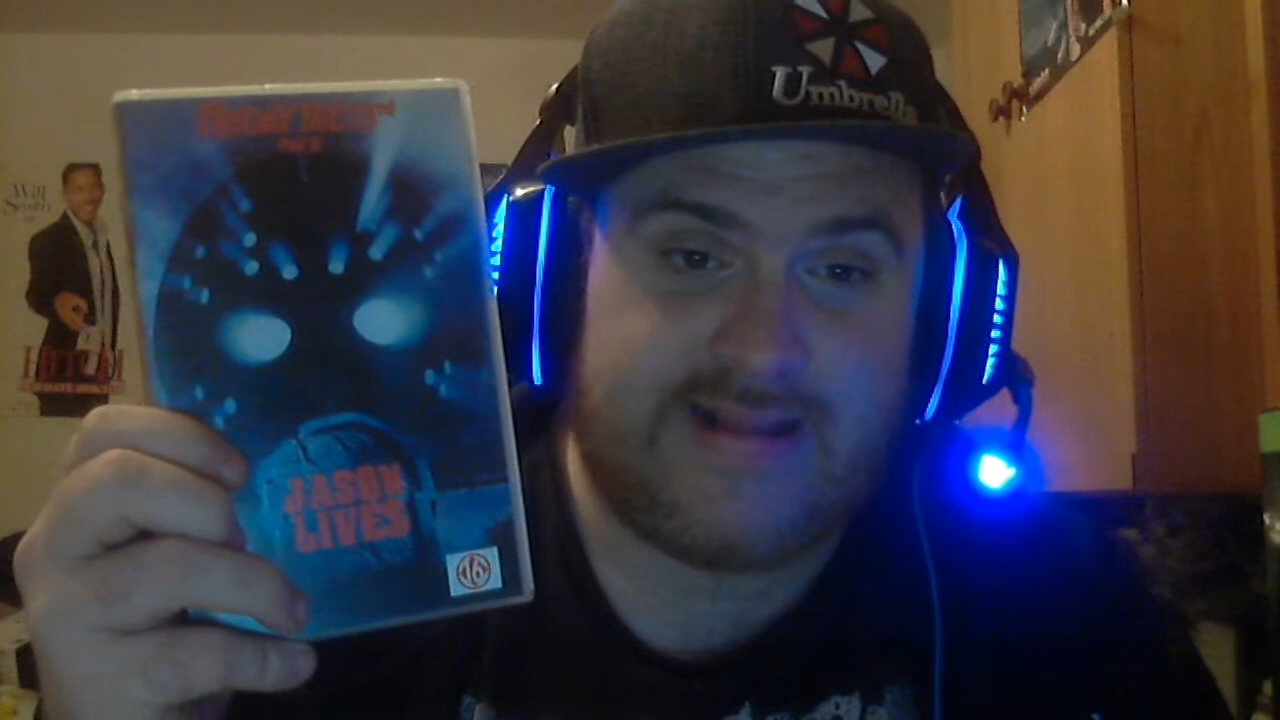 Umbrella
FRIDAY THE 13TH
PART VI
JASON
LIVES
16
Will
Smith
HITCH